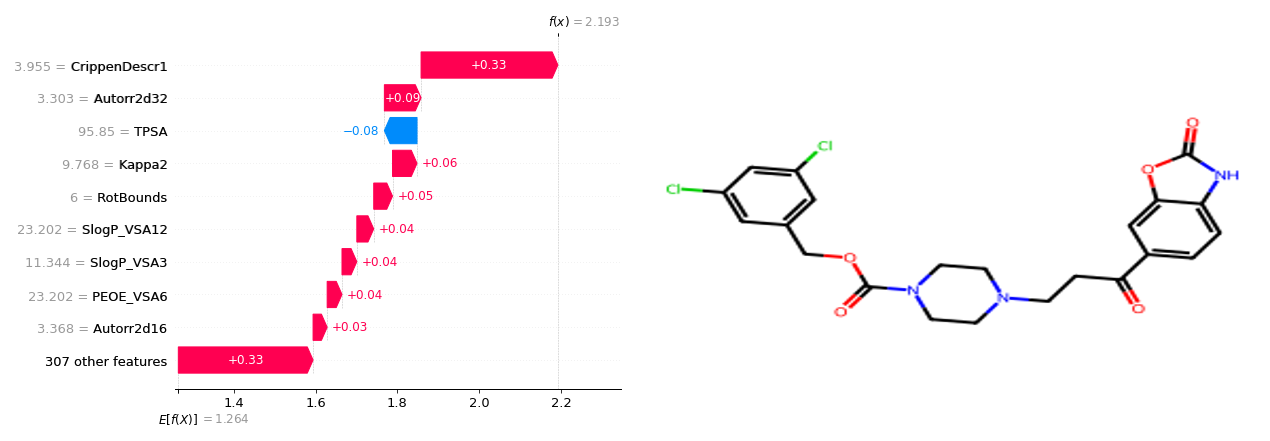 f(x) = 2.193
3.955 = CrippenDescr1
+0.33
3.303 = Autorr2d32
+0.09
95.85 = TPSA
−0.08
9.768 = Kappa2
+0.06
6 = RotBounds
+0.05
23.202 = SlogP_VSA12
+0.04
11.344 = SlogP_VSA3
+0.04
23.202 = PEOE_VSA6
+0.04
3.368 = Autorr2d16
+0.03
307 other features
+0.33
1.4 1.6 1.8 2.0 2.2
E[f(X)] = 1.264
O
Cl
O
NH
Cl
O
N
N
O
O